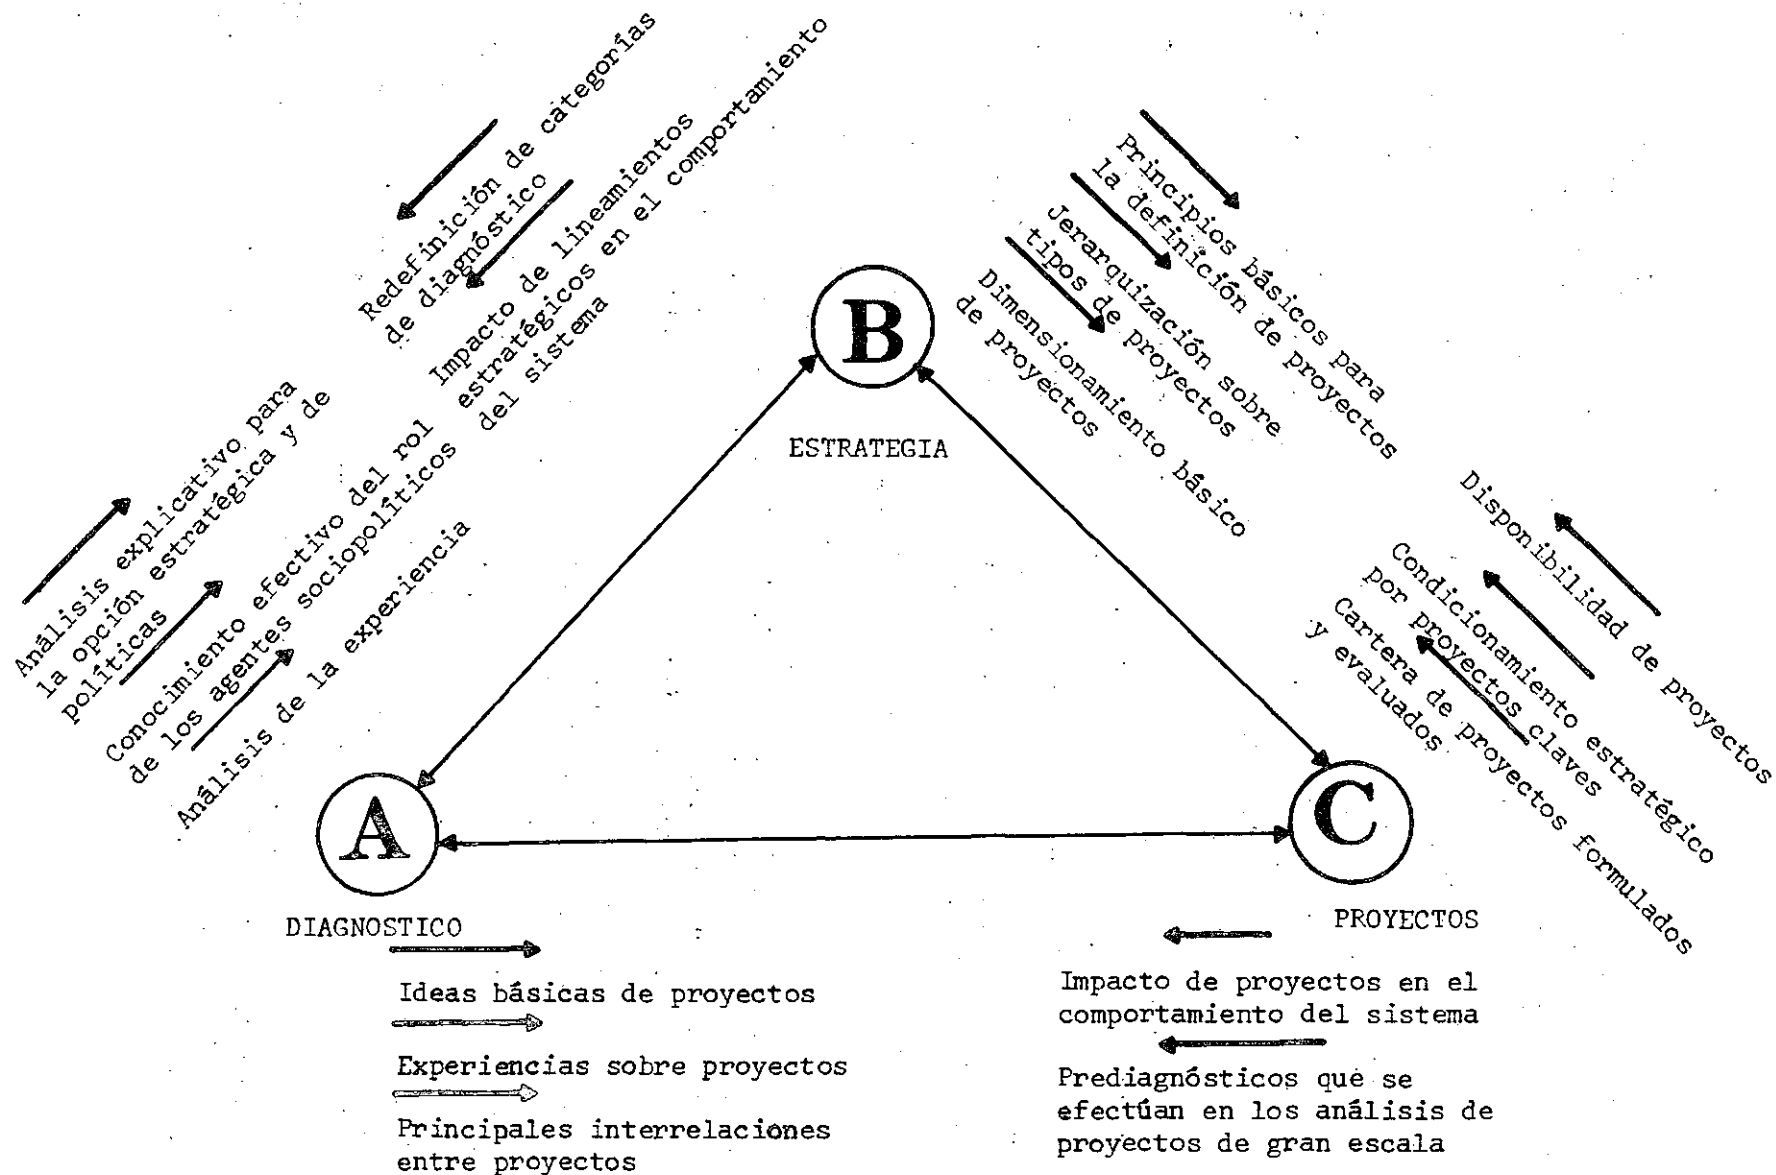 Redefinición de categorías
de diagnóstico
Impacto de lineamientos
estratégicos en el comportamiento
del sistema
Análisis explicativo para
la opción estratégica y de
políticas
Conocimiento efectivo del rol
de los agentes sociopolíticos
Análisis de la experiencia
B
ESTRATEGIA
Principios básicos para
la definición de proyectos
Jerarquización sobre
tipos de proyectos
Dimensionamiento básico
de proyectos
Disponibilidad de proyectos
Condicionamiento estratégico
por proyectos claves
Cartera de proyectos formulados
y evaluados
A
DIAGNOSTICO
C
PROYECTOS
Ideas básicas de proyectos
Experiencias sobre proyectos
Principales interrelaciones
entre proyectos
Impacto de proyectos en el
comportamiento del sistema
Prediagnósticos que se
efectúan en los análisis de
proyectos de gran escala